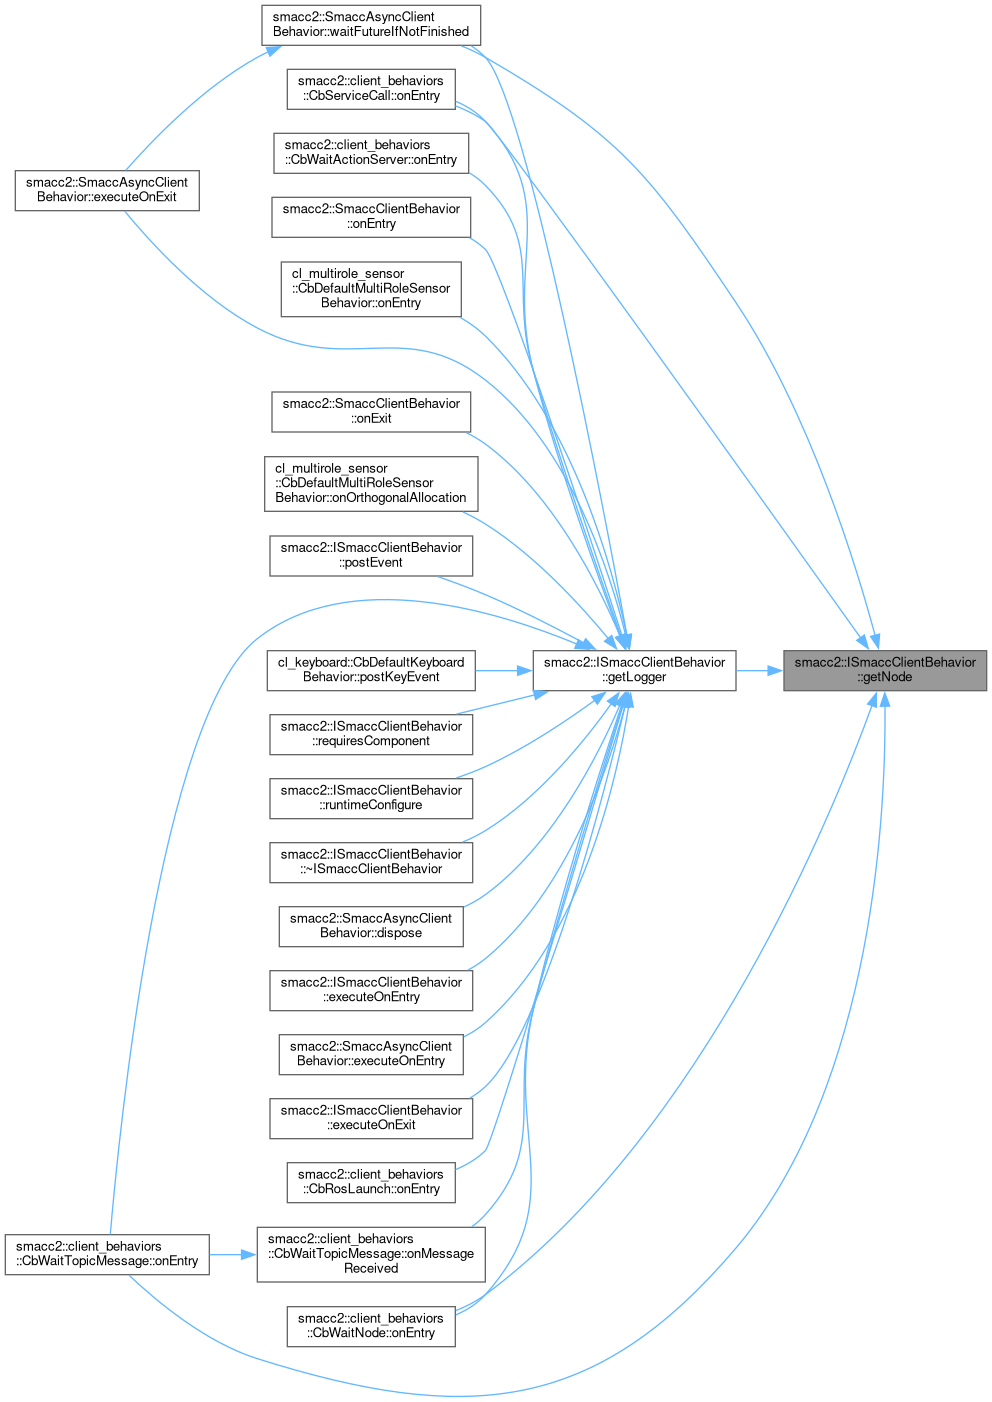 smacc2::SmaccAsyncClient
Behavior::waitFutureIfNotFinished
smacc2::client_behaviors
::CbServiceCall::onEntry
smacc2::client_behaviors
::CbWaitActionServer::onEntry
smacc2::SmaccAsyncClient
Behavior::executeOnExit
smacc2::SmaccClientBehavior
::onEntry
cl_multirole_sensor
::CbDefaultMultiRoleSensor
Behavior::onEntry
smacc2::SmaccClientBehavior
::onExit
cl_multirole_sensor
::CbDefaultMultiRoleSensor
Behavior::onOrthogonalAllocation
smacc2::ISmaccClientBehavior
::postEvent
cl_keyboard::CbDefaultKeyboard
Behavior::postKeyEvent
smacc2::ISmaccClientBehavior
::getLogger
smacc2::ISmaccClientBehavior
::getNode
smacc2::ISmaccClientBehavior
::requiresComponent
smacc2::ISmaccClientBehavior
::runtimeConfigure
smacc2::ISmaccClientBehavior
::~ISmaccClientBehavior
smacc2::SmaccAsyncClient
Behavior::dispose
smacc2::ISmaccClientBehavior
::executeOnEntry
smacc2::SmaccAsyncClient
Behavior::executeOnEntry
smacc2::ISmaccClientBehavior
::executeOnExit
smacc2::client_behaviors
::CbRosLaunch::onEntry
smacc2::client_behaviors
::CbWaitTopicMessage::onEntry
smacc2::client_behaviors
::CbWaitTopicMessage::onMessage
Received
smacc2::client_behaviors
::CbWaitNode::onEntry